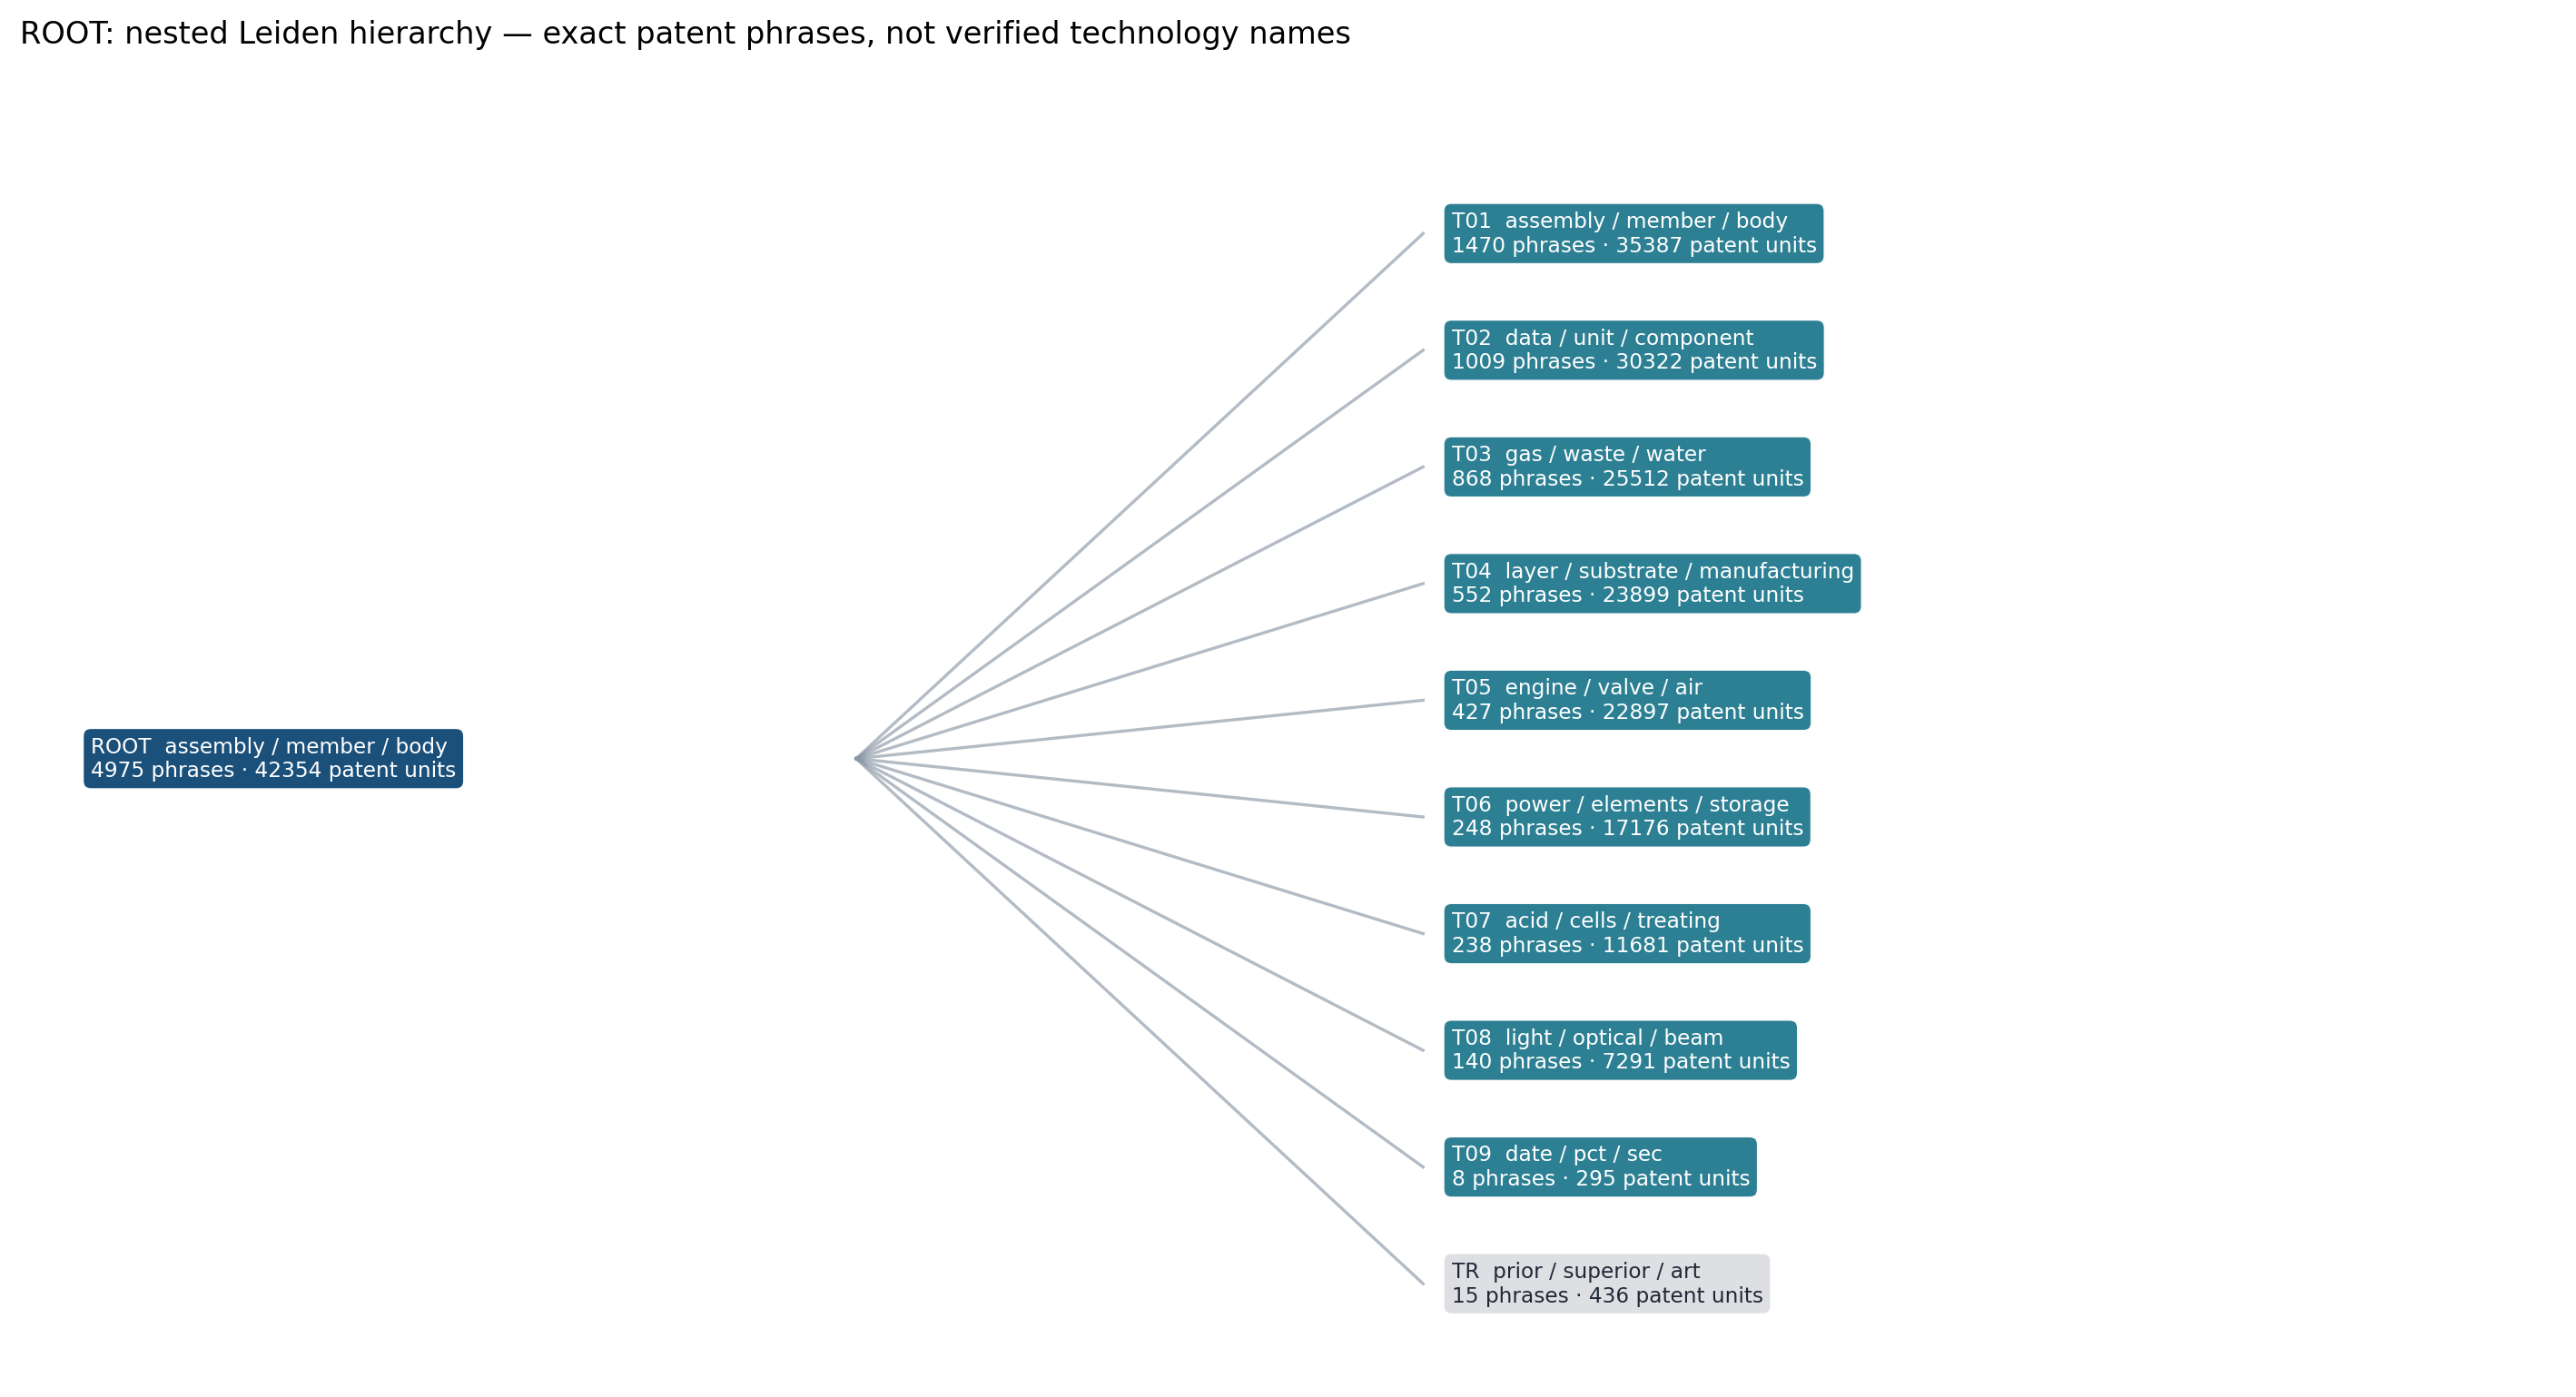 ROOT: nested Leiden hierarchy — exact patent phrases, not verified technology names
T01  assembly / member / body
1470 phrases · 35387 patent units
T02  data / unit / component
1009 phrases · 30322 patent units
T03  gas / waste / water
868 phrases · 25512 patent units
T04  layer / substrate / manufacturing
552 phrases · 23899 patent units
T05  engine / valve / air
427 phrases · 22897 patent units
ROOT  assembly / member / body
4975 phrases · 42354 patent units
T06  power / elements / storage
248 phrases · 17176 patent units
T07  acid / cells / treating
238 phrases · 11681 patent units
T08  light / optical / beam
140 phrases · 7291 patent units
T09  date / pct / sec
8 phrases · 295 patent units
TR  prior / superior / art
15 phrases · 436 patent units